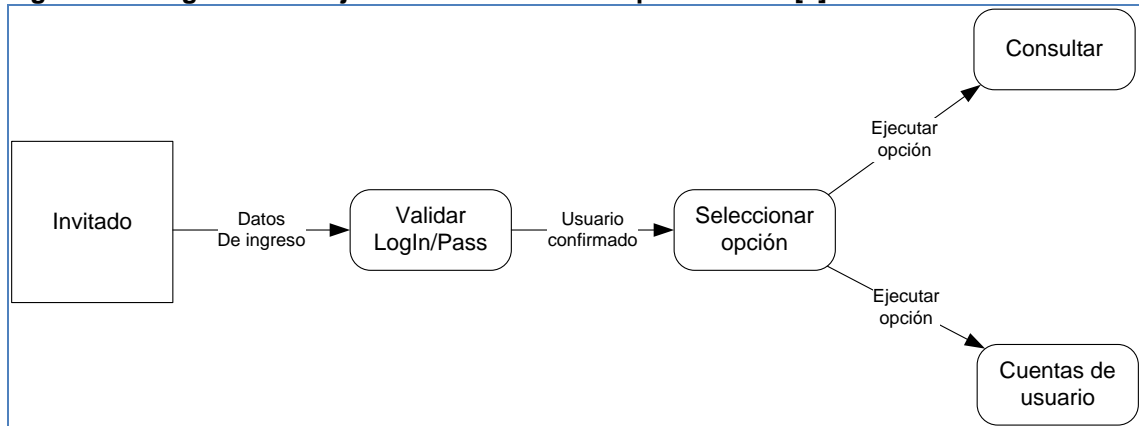 Consultar
Ejecutar
opción
Invitado
Datos
De ingreso
Validar
LogIn/Pass
Usuario
confirmado
Seleccionar
opción
Ejecutar
opción
Cuentas de
usuario